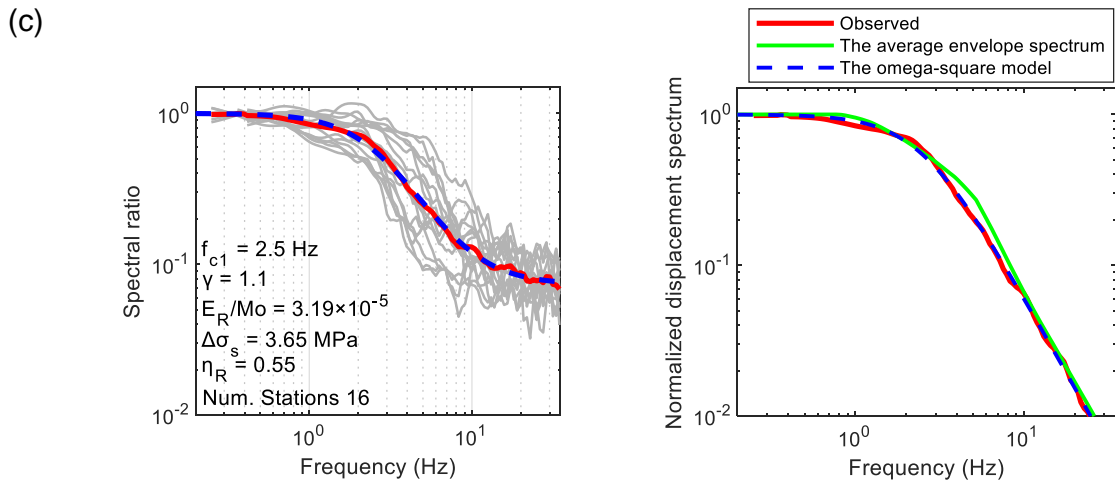 (c)
Spectral ratio
10^0
10^-1
10^-2
f_c1 = 2.5 Hz
γ = 1.1
E_R/Mo = 3.19×10^-5
Δσ_s = 3.65 MPa
η_R = 0.55
Num. Stations 16
10^0
10^1
Frequency (Hz)
Observed
The average envelope spectrum
The omega-square model
Normalized displacement spectrum
10^0
10^-1
10^-2
10^0
10^1
Frequency (Hz)